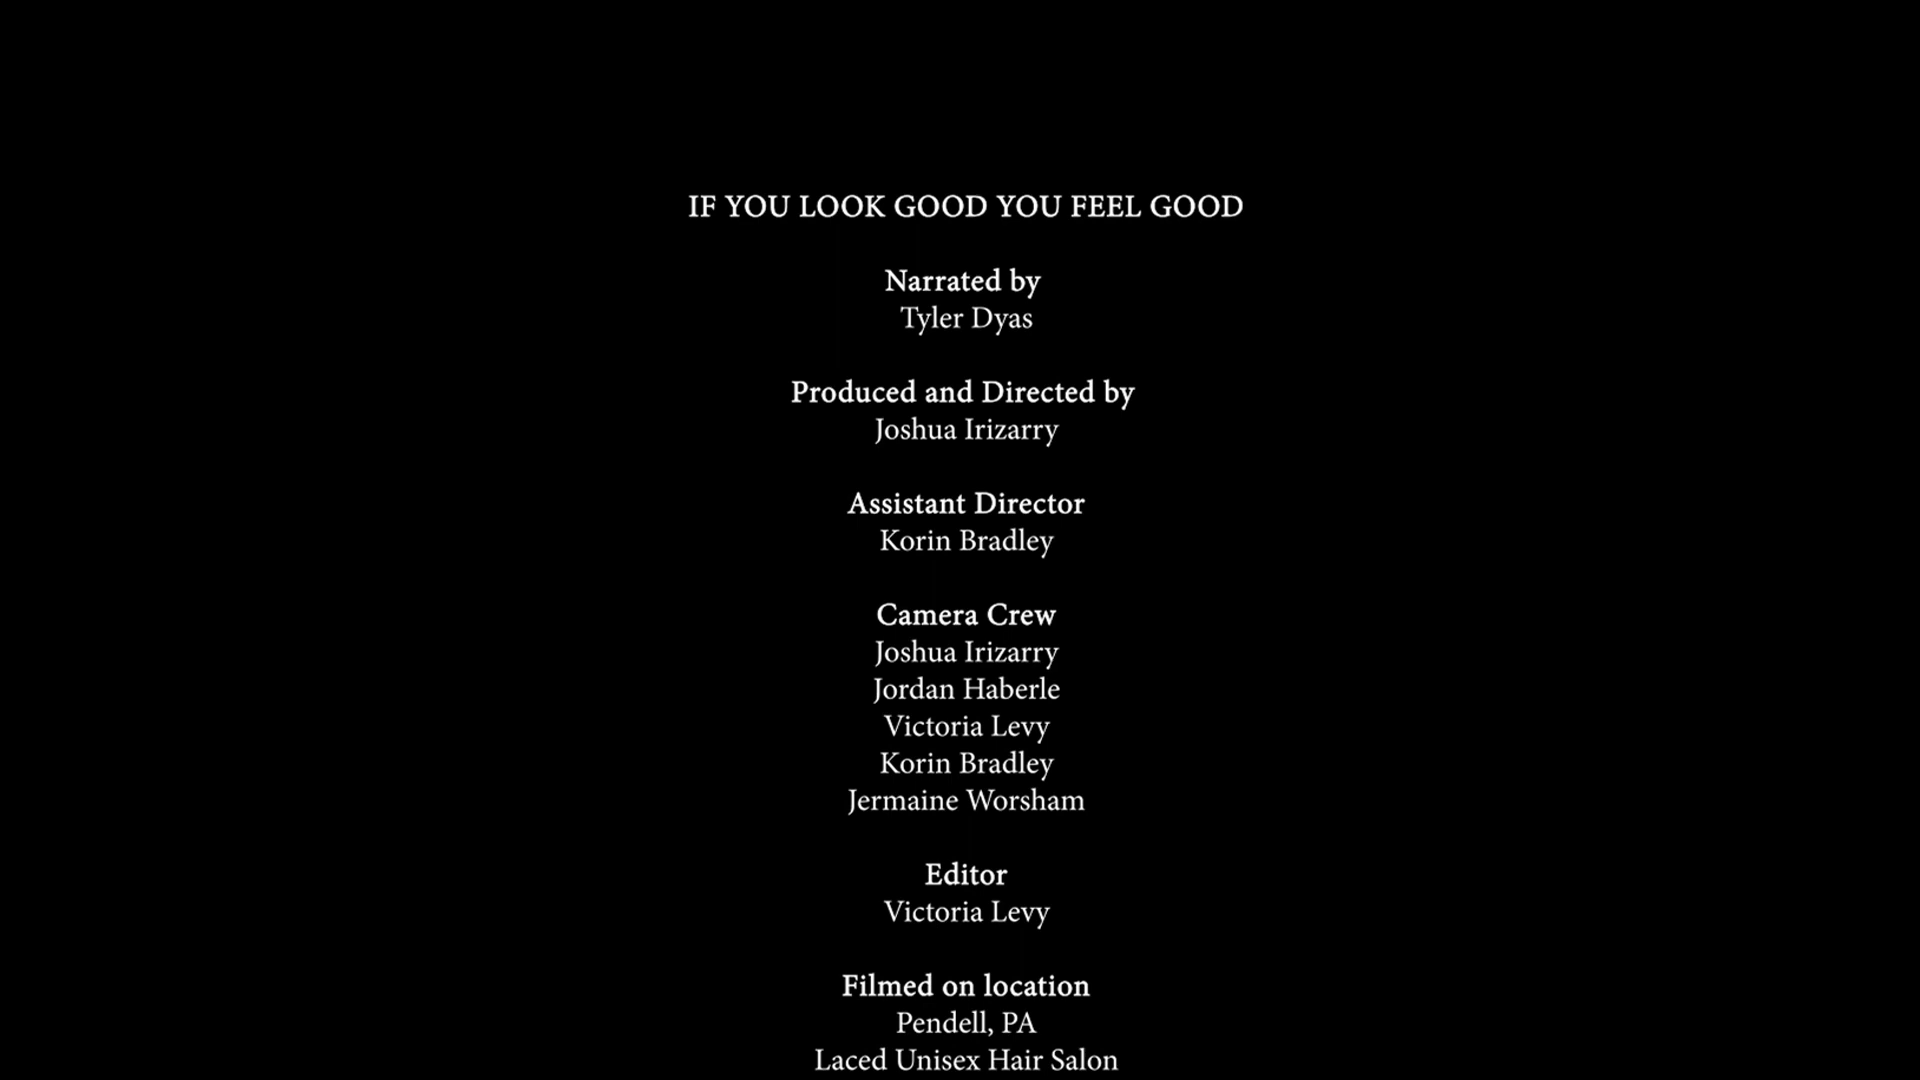 IF YOU LOOK GOOD YOU FEEL GOOD
Narrated by
Tyler Dyas
Produced and Directed by
Joshua Irizarry
Assistant Director
Korin Bradley
Camera Crew
Joshua Irizarry
Jordan Haberle
Victoria Levy
Korin Bradley
Jermaine Worsham
Editor
Victoria Levy
Filmed on location
Pendell, PA
Laced Unisex Hair Salon